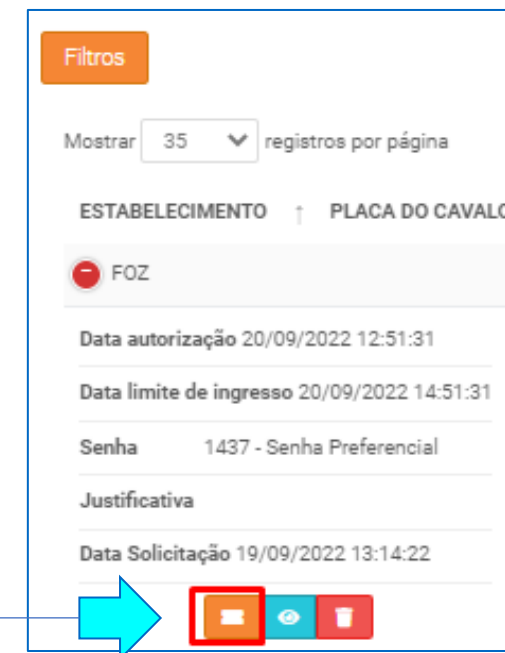 Filtros
Mostrar 35 registros por página
ESTABELECIMENTO ↑ PLACA DO CAVALO
FOZ
Data autorização 20/09/2022 12:51:31
Data limite de ingresso 20/09/2022 14:51:31
Senha 1437 - Senha Preferencial
Justificativa
Data Solicitação 19/09/2022 13:14:22